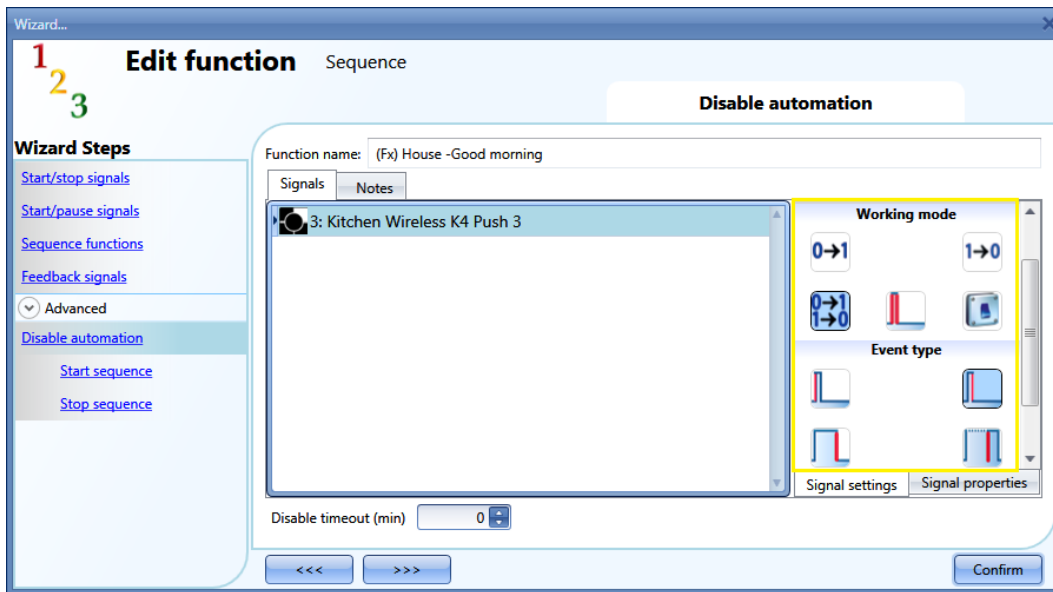 Wizard...
1
2
3
Edit function Sequence
Disable automation
Wizard Steps
Start/stop signals
Start/pause signals
Sequence functions
Feedback signals
Advanced
Disable automation
Start sequence
Stop sequence
Function name: (Fx) House -Good morning
Signals Notes
3: Kitchen Wireless K4 Push 3
Working mode
0→1 1→0
0→1
1→0
Event type
Signal settings Signal properties
Disable timeout (min) 0
<<< >>> Confirm